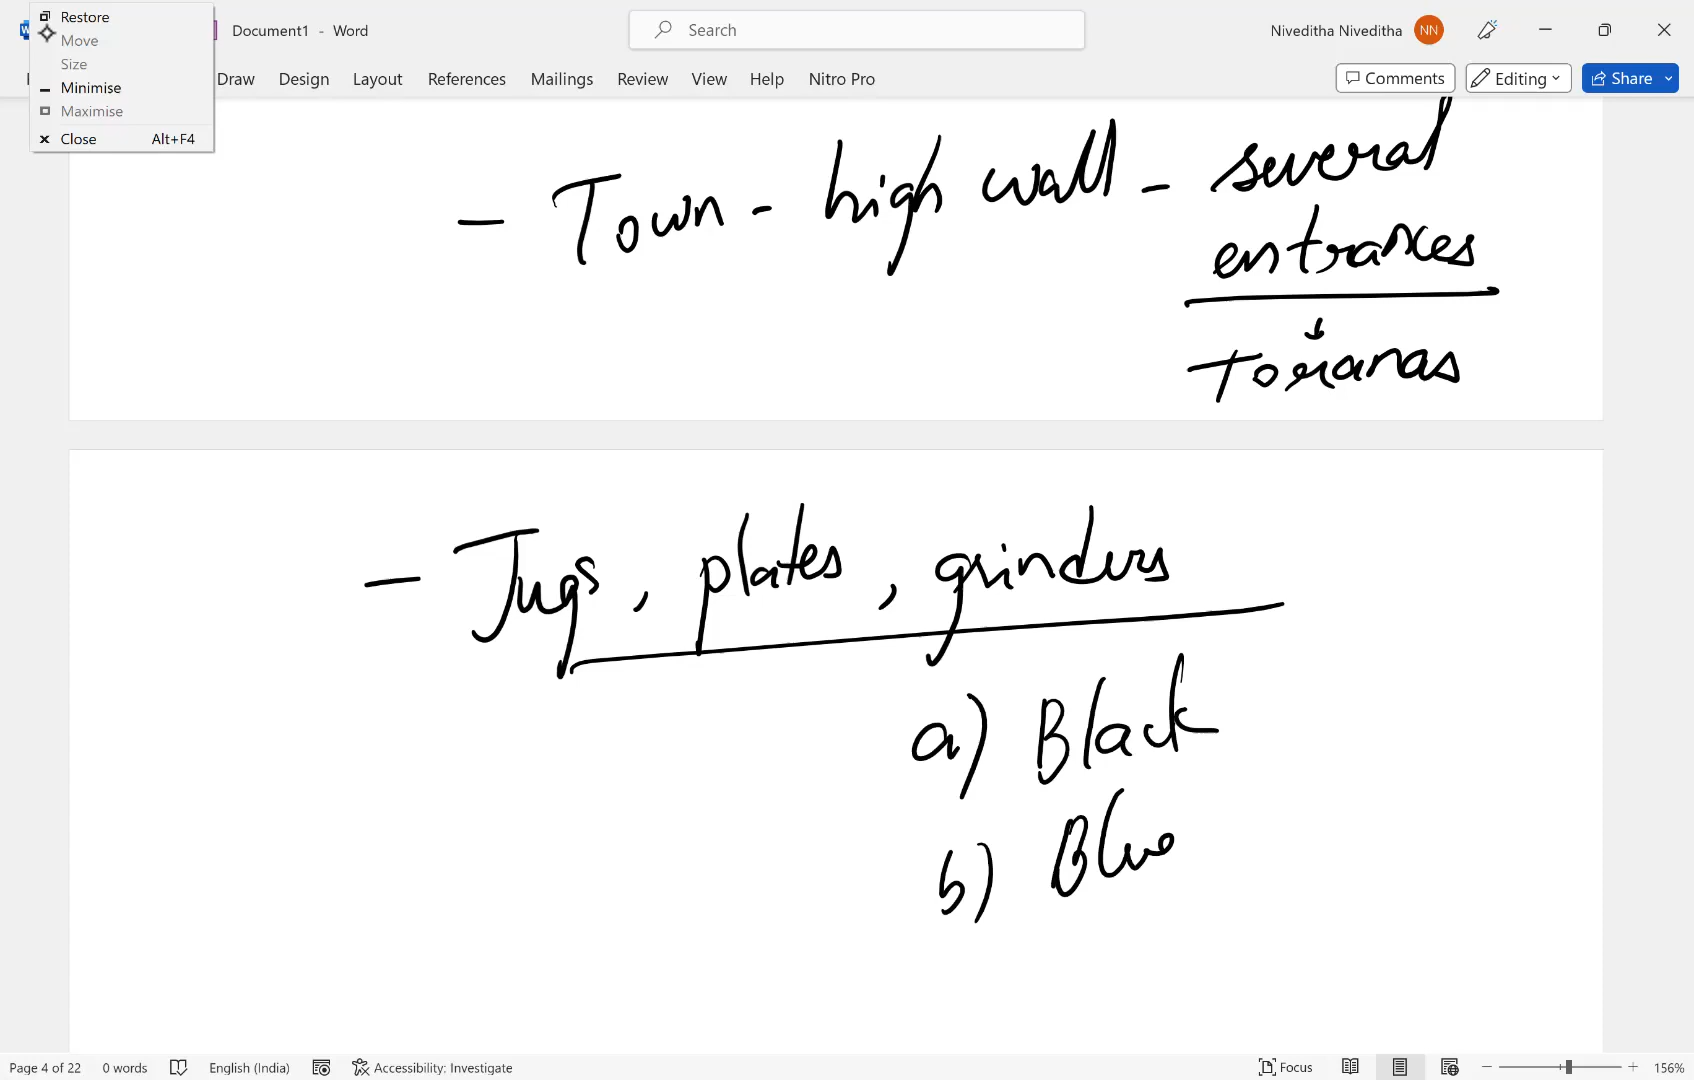 Restore
Move
Size
Minimise
Maximise
Close Alt+F4
Document1 - Word
Search
Niveditha Niveditha NN
Draw Design Layout References Mailings Review View Help Nitro Pro
Comments Editing Share
- Town - high wall - several
entrances
Toranas
- Jugs, plates, grinders
a) Black
b) Blue
Page 4 of 22 0 words English (India) Accessibility: Investigate Focus 156%